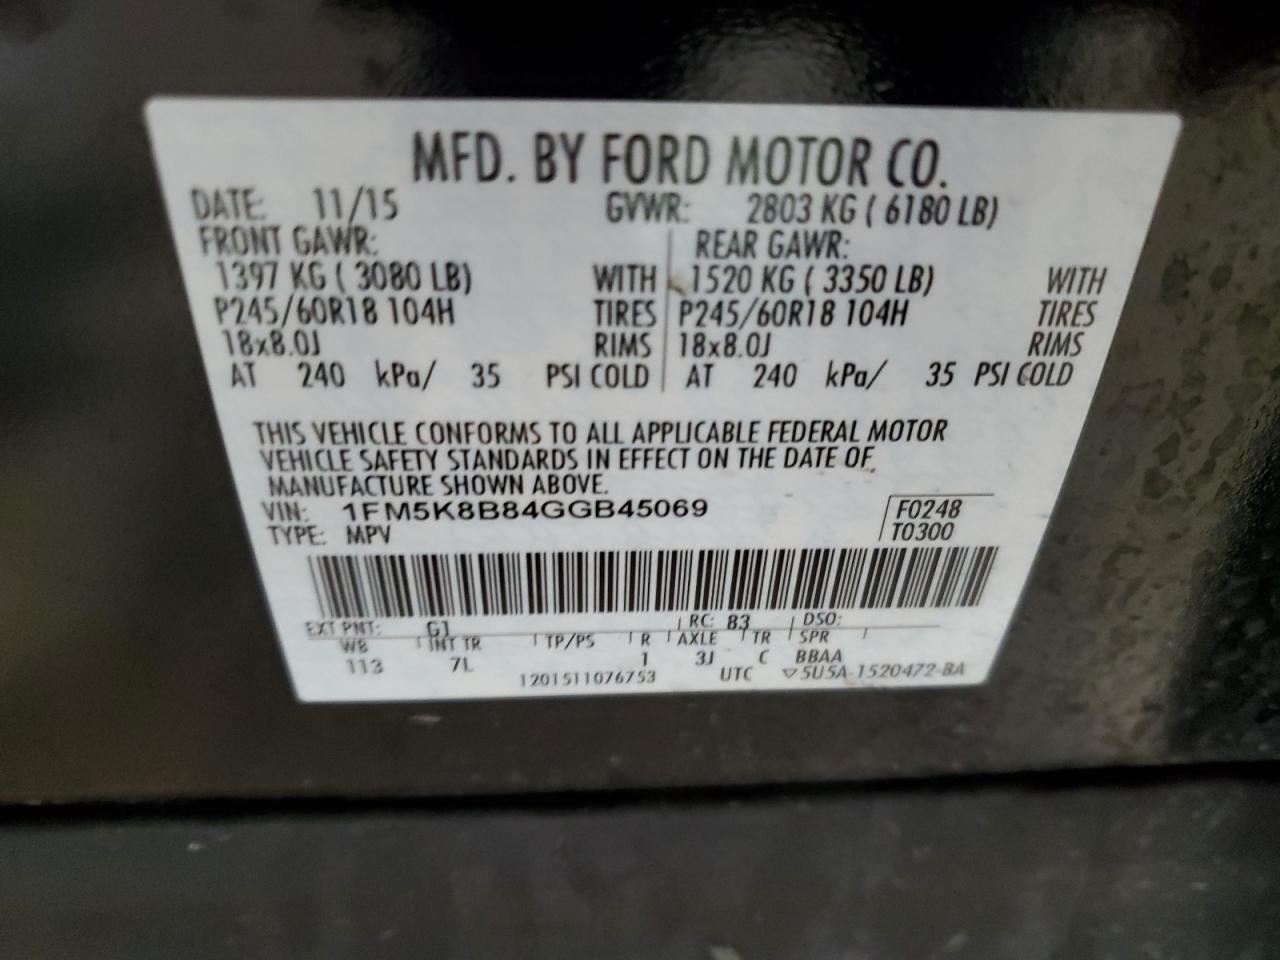 MFD. BY FORD MOTOR CO.
DATE: 11/15 GVWR: 2803 KG ( 6180 LB)
FRONT GAWR: REAR GAWR:
1397 KG ( 3080 LB) WITH 1520 KG ( 3350 LB) WITH
P245/60R18 104H TIRES P245/60R18 104H TIRES
18x8.0J RIMS 18x8.0J RIMS
AT 240 kPa/ 35 PSI COLD AT 240 kPa/ 35 PSI COLD
THIS VEHICLE CONFORMS TO ALL APPLICABLE FEDERAL MOTOR
VEHICLE SAFETY STANDARDS IN EFFECT ON THE DATE OF
MANUFACTURE SHOWN ABOVE.
VIN: 1FM5K8B84GGB45069 F0248
TYPE: MPV T0300
EXT PNT: G1 RC: 83 DSO:
WB INT TR TP/PS R AXLE TR SPR
113 7L 1 3J C BBAA
1201511076753 UTC ▽5U5A-1520472-BA